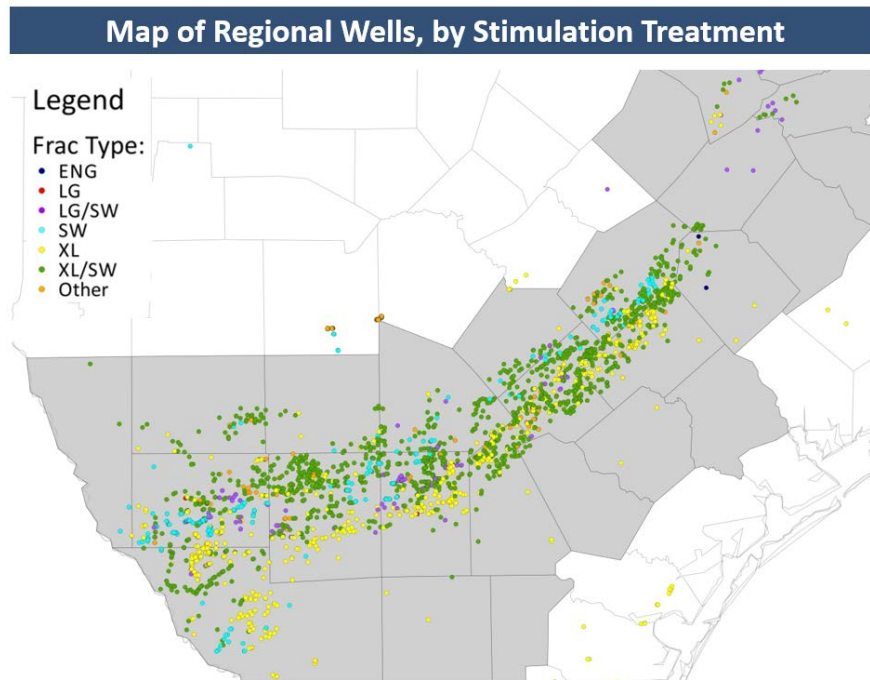 Map of Regional Wells, by Stimulation Treatment
Legend
Frac Type:
ENG
LG
LG/SW
SW
XL
XL/SW
Other